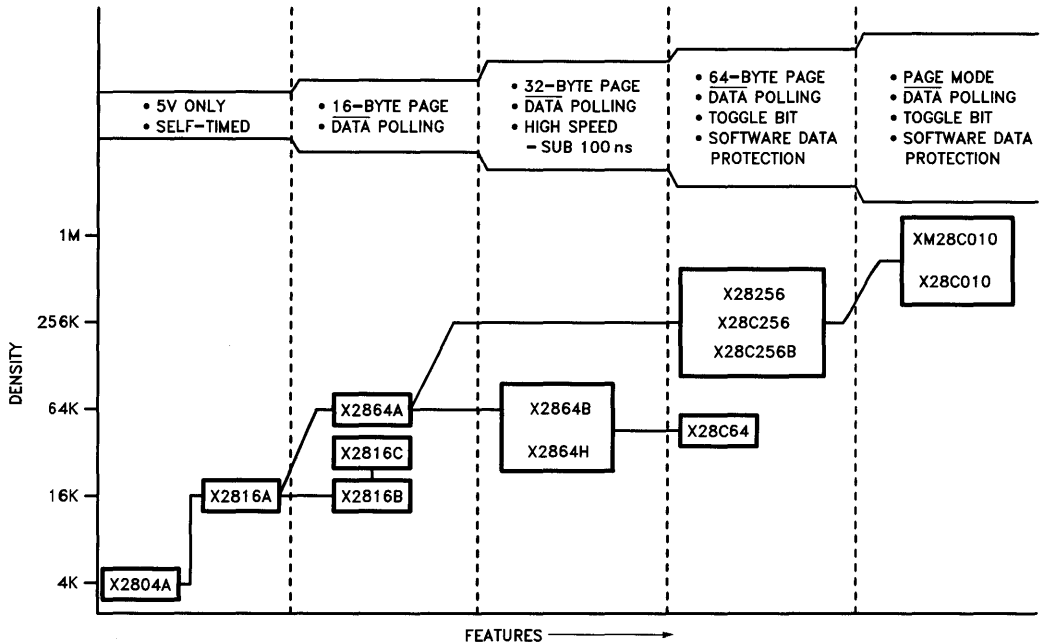 • 5V ONLY
• SELF-TIMED
• 16-BYTE PAGE
• DATA POLLING
• 32-BYTE PAGE
• DATA POLLING
• HIGH SPEED
- SUB 100 ns
• 64-BYTE PAGE
• DATA POLLING
• TOGGLE BIT
• SOFTWARE DATA
PROTECTION
• PAGE MODE
• DATA POLLING
• TOGGLE BIT
• SOFTWARE DATA
PROTECTION
DENSITY
1M
256K
64K
16K
4K
XM28C010
X28C010
X28256
X28C256
X28C256B
X2864A
X2864B
X2864H
X28C64
X2816C
X2816A
X2816B
X2804A
FEATURES